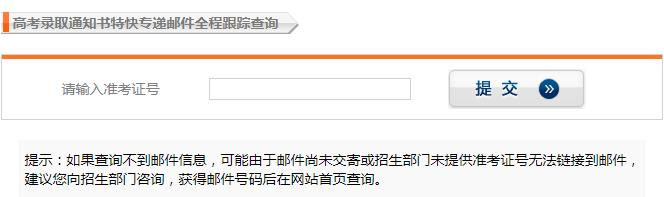 高考录取通知书特快专递邮件全程跟踪查询
请输入准考证号
提 交
提示：如果查询不到邮件信息，可能由于邮件尚未交寄或招生部门未提供准考证号无法链接到邮件，
建议您向招生部门咨询，获得邮件号码后在网站首页查询。